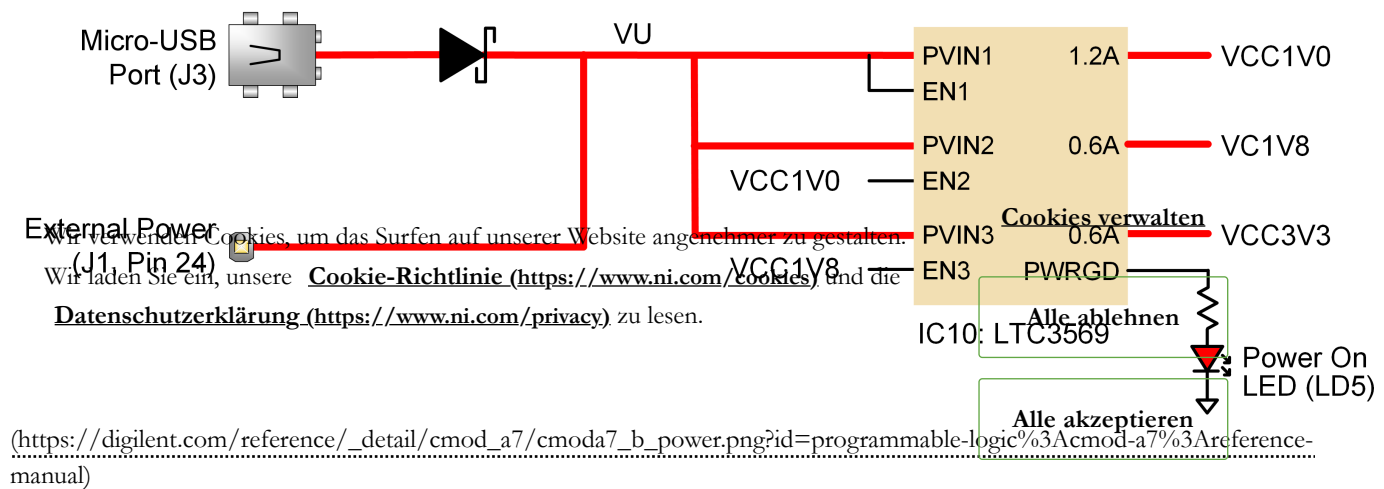 VU
Micro-USB
Port (J3)
PVIN1 1.2A VCC1V0
EN1
PVIN2 0.6A VC1V8
VCC1V0 EN2
External Power
(J1, Pin 24)
PVIN3 0.6A VCC3V3
VCC1V8 EN3 PWRGD
IC10: LTC3569
Power On
LED (LD5)
Cookies verwalten
Wir verwenden Cookies, um das Surfen auf unserer Website angenehmer zu gestalten.
Wir laden Sie ein, unsere Cookie-Richtlinie (https://www.ni.com/cookies) und die
Datenschutzerklärung (https://www.ni.com/privacy) zu lesen.
Alle ablehnen
Alle akzeptieren
(https://digilent.com/reference/_detail/cmod_a7/cmoda7_b_power.png?id=programmable-logic%3Acmod-a7%3Areference-
manual)